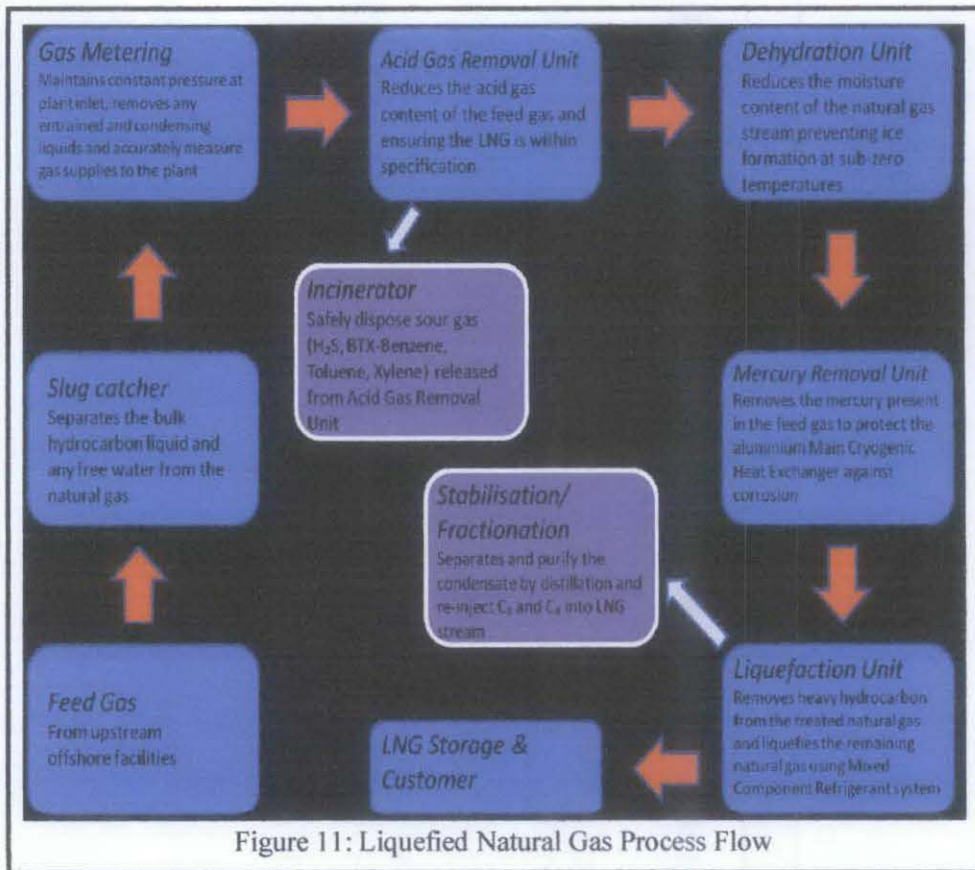 Gas Metering
Maintains constant pressure at
plant inlet, removes any
entrained and condensing
liquids and accurately measure
gas supplies to the plant
Acid Gas Removal Unit
Reduces the acid gas
content of the feed gas and
ensuring the LNG is within
specification
Dehydration Unit
Reduces the moisture
content of the natural gas
stream preventing ice
formation at sub-zero
temperatures
Incinerator
Safely dispose sour gas
(H₂S, BTX-Benzene,
Toluene, Xylene) released
from Acid Gas Removal
Unit
Slug catcher
Separates the bulk
hydrocarbon liquid and
any free water from the
natural gas
Mercury Removal Unit
Removes the mercury present
in the feed gas to protect the
aluminium Main Cryogenic
Heat Exchanger against
corrosion
Stabilisation/
Fractionation
Separates and purify the
condensate by distillation and
re-inject C₃ and C₄ into LNG
stream
Feed Gas
From upstream
offshore facilities
LNG Storage &
Customer
Liquefaction Unit
Removes heavy hydrocarbon
from the treated natural gas
and liquefies the remaining
natural gas using Mixed
Component Refrigerant system
Figure 11: Liquefied Natural Gas Process Flow